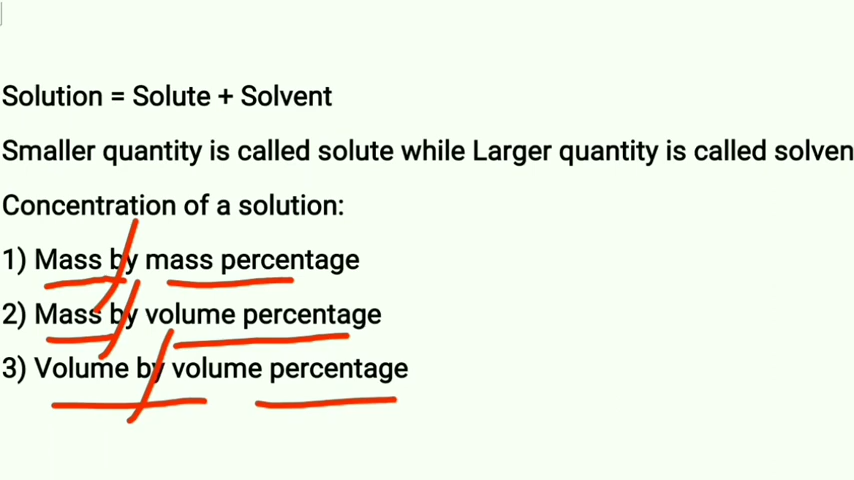 Solution = Solute + Solvent
Smaller quantity is called solute while Larger quantity is called solven
Concentration of a solution:
1) Mass by mass percentage
2) Mass by volume percentage
3) Volume by volume percentage